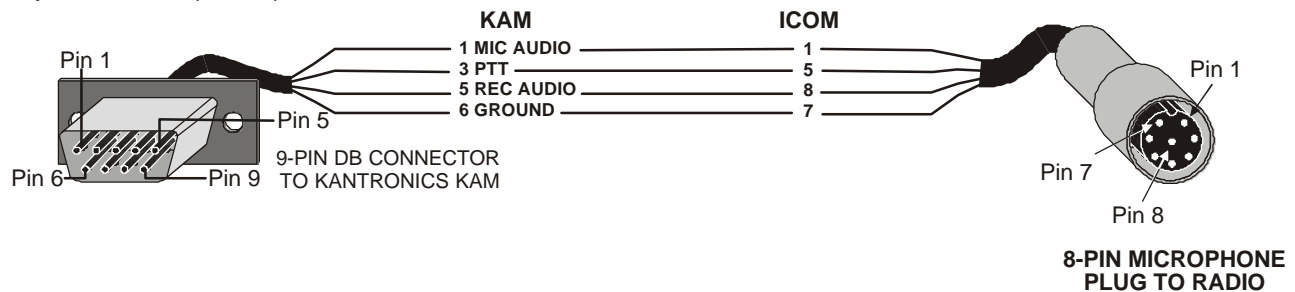 KAM ICOM
1 MIC AUDIO 1
3 PTT 5
5 REC AUDIO 8
6 GROUND 7
Pin 1
Pin 5
Pin 6
Pin 9
9-PIN DB CONNECTOR
TO KANTRONICS KAM
Pin 1
Pin 7
Pin 8
8-PIN MICROPHONE
PLUG TO RADIO